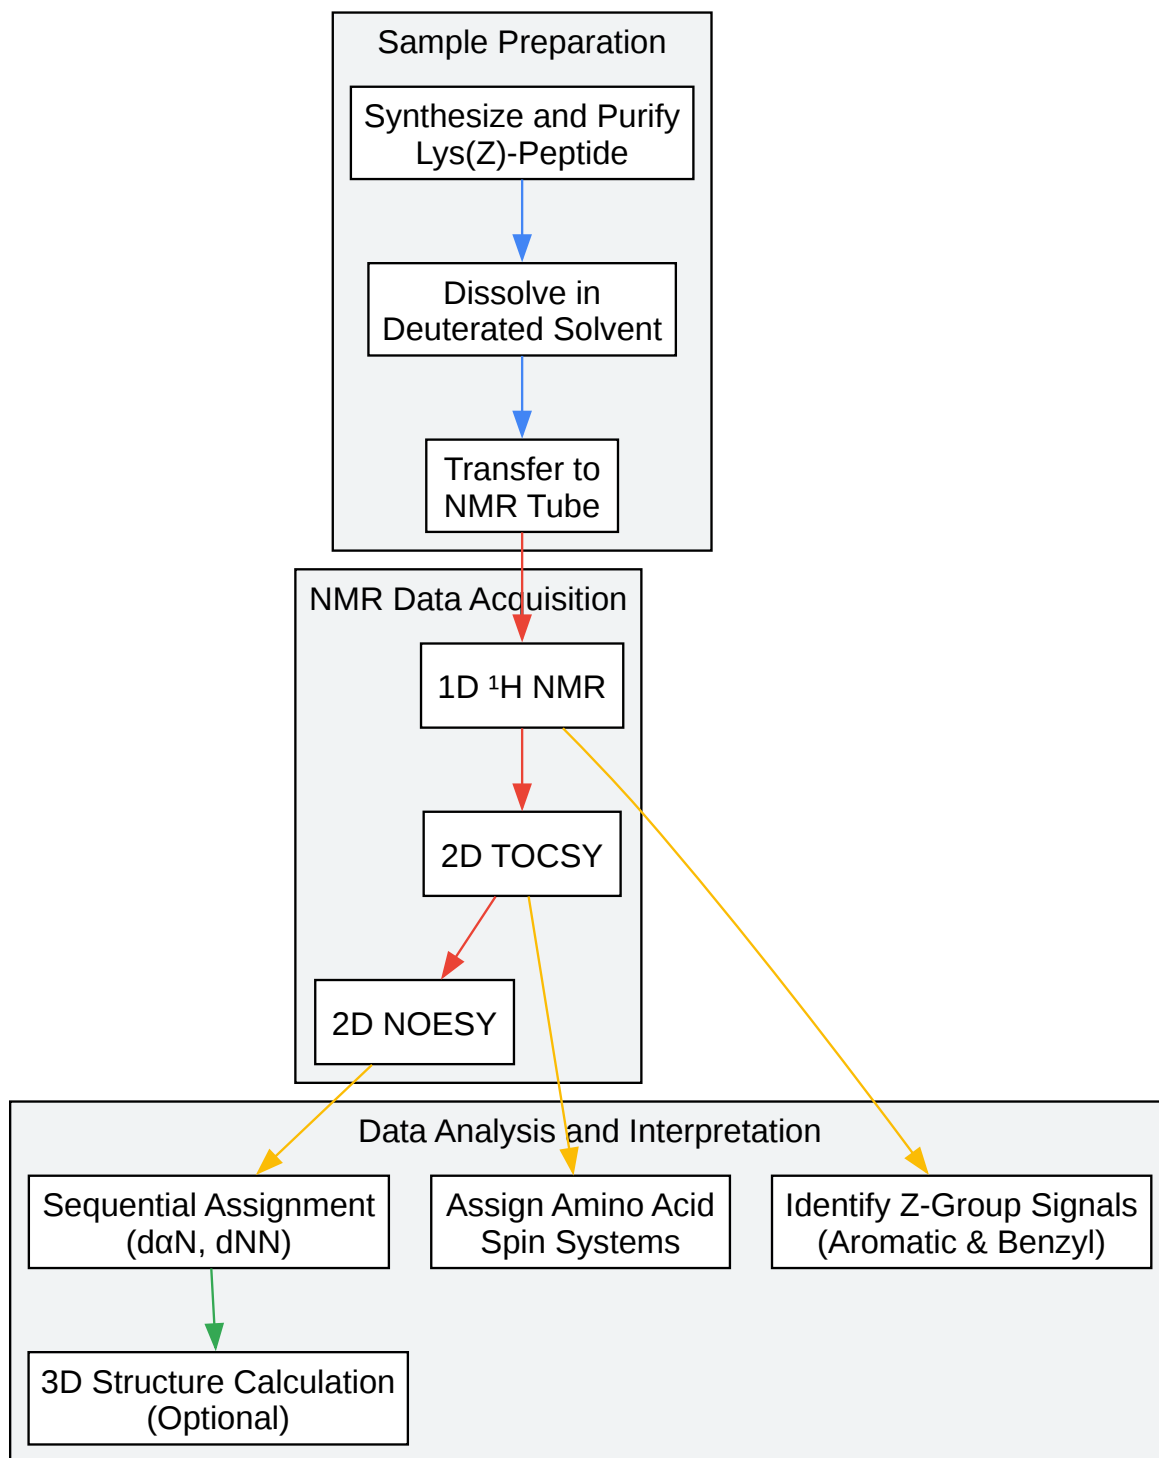 Sample Preparation
Synthesize and Purify
Lys(Z)-Peptide
Dissolve in
Deuterated Solvent
Transfer to
NMR Tube
NMR Data Acquisition
1D ¹H NMR
2D TOCSY
2D NOESY
Data Analysis and Interpretation
Sequential Assignment
(dαN, dNN)
Assign Amino Acid
Spin Systems
Identify Z-Group Signals
(Aromatic & Benzyl)
3D Structure Calculation
(Optional)